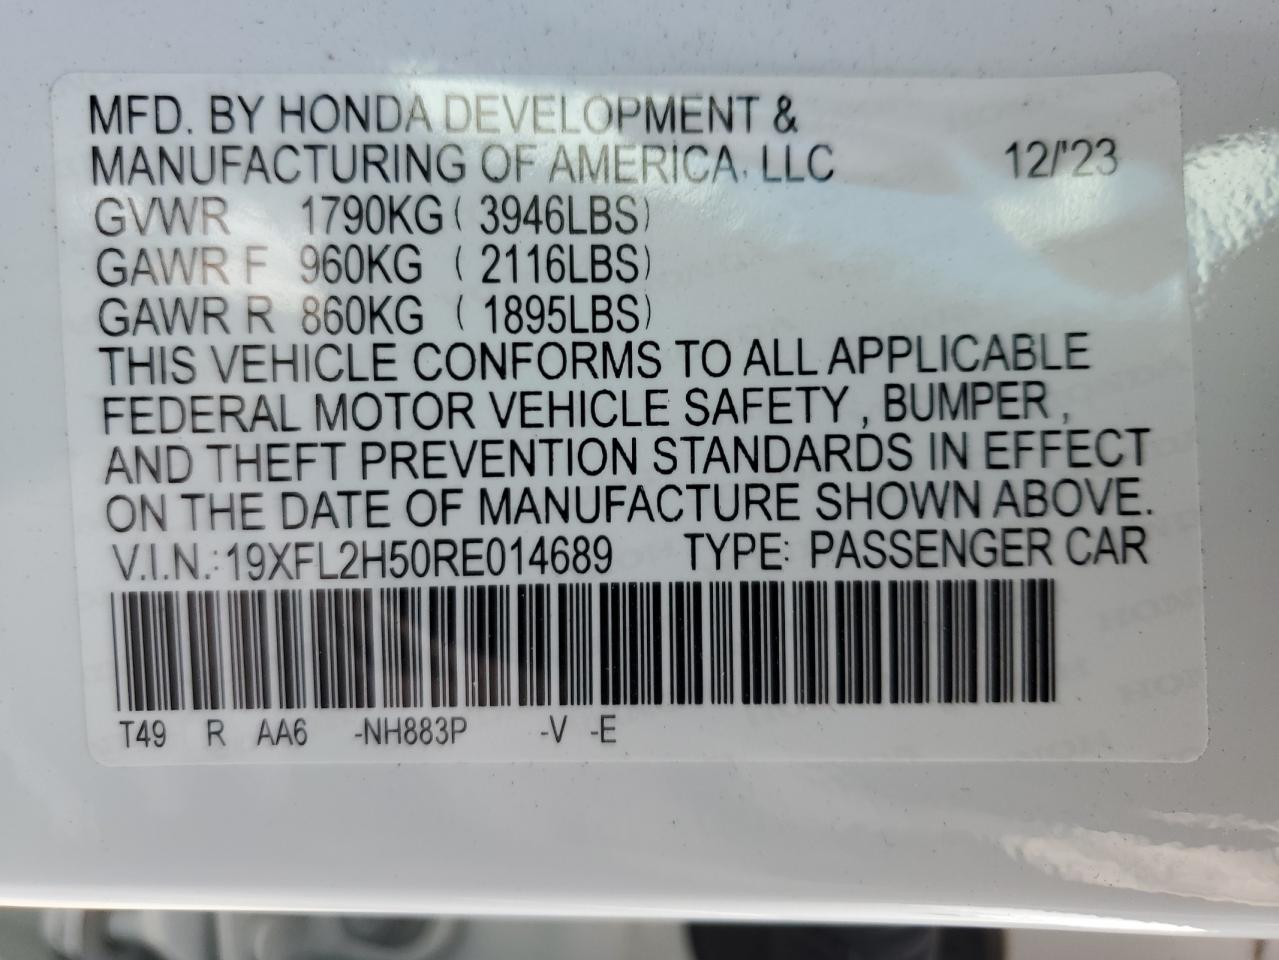 MFD. BY HONDA DEVELOPMENT &
MANUFACTURING OF AMERICA, LLC 12/'23
GVWR 1790KG ( 3946LBS)
GAWR F 960KG ( 2116LBS)
GAWR R 860KG ( 1895LBS)
THIS VEHICLE CONFORMS TO ALL APPLICABLE
FEDERAL MOTOR VEHICLE SAFETY , BUMPER ,
AND THEFT PREVENTION STANDARDS IN EFFECT
ON THE DATE OF MANUFACTURE SHOWN ABOVE.
V.I.N.: 19XFL2H50RE014689 TYPE: PASSENGER CAR
T49 R AA6 -NH883P -V -E